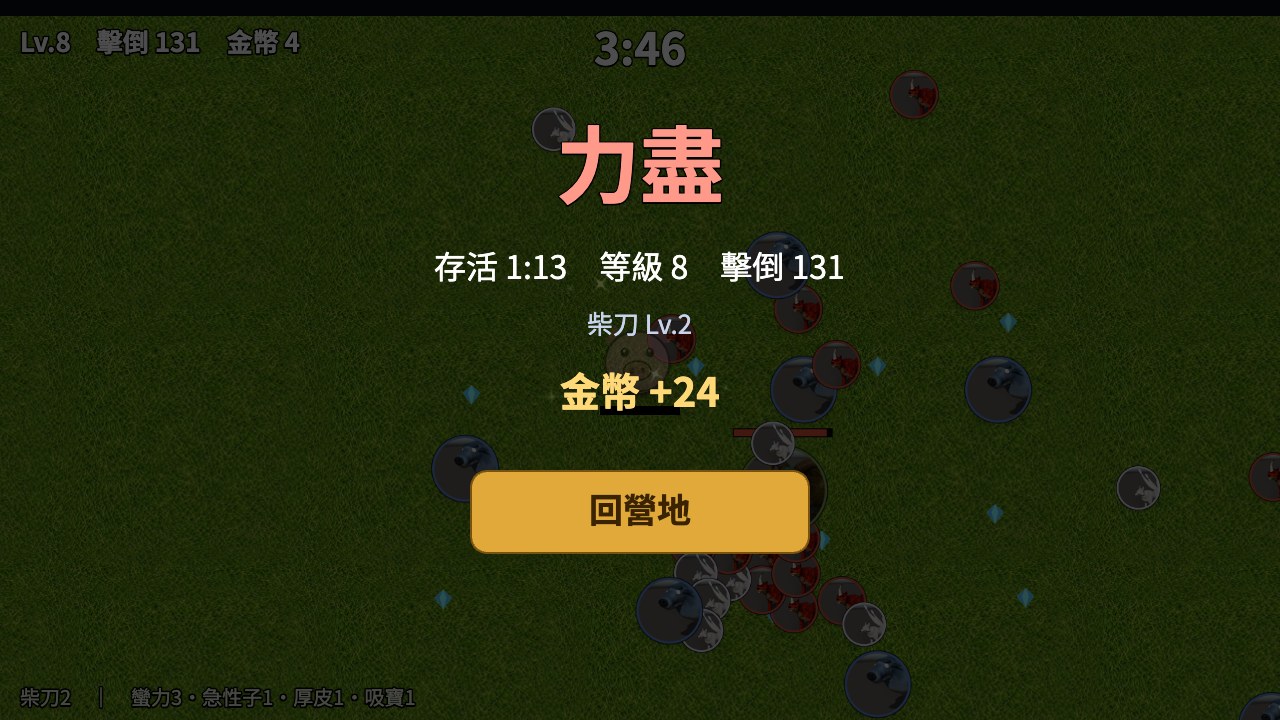 Lv.8 擊倒 131 金幣 4
3:46
力盡
存活 1:13 等級 8 擊倒 131
柴刀 Lv.2
金幣 +24
回營地
柴刀2 | 蠻力3・急性子1・厚皮1・吸寶1